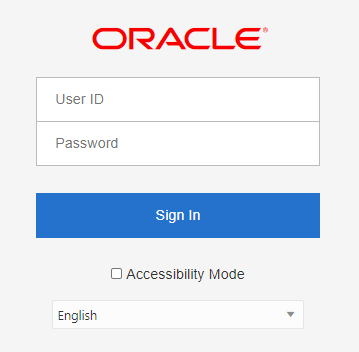 ORACLE®
User ID
Password
Sign In
Accessibility Mode
English